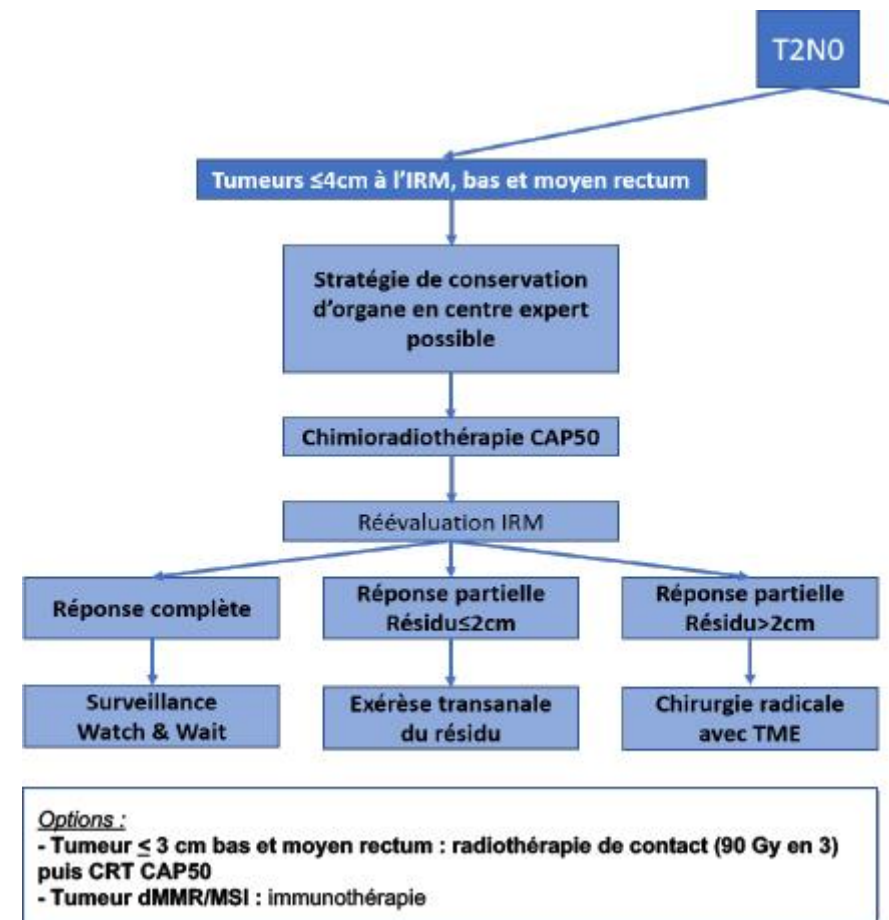 T2N0
Tumeurs ≤4cm à l'IRM, bas et moyen rectum
Stratégie de conservation
d'organe en centre expert
possible
Chimioradiothérapie CAP50
Réévaluation IRM
Réponse complète
Réponse partielle
Résidu≤2cm
Réponse partielle
Résidu>2cm
Surveillance
Watch & Wait
Exérèse transanale
du résidu
Chirurgie radicale
avec TME
Options :
- Tumeur ≤ 3 cm bas et moyen rectum : radiothérapie de contact (90 Gy en 3)
puis CRT CAP50
- Tumeur dMMR/MSI : immunothérapie